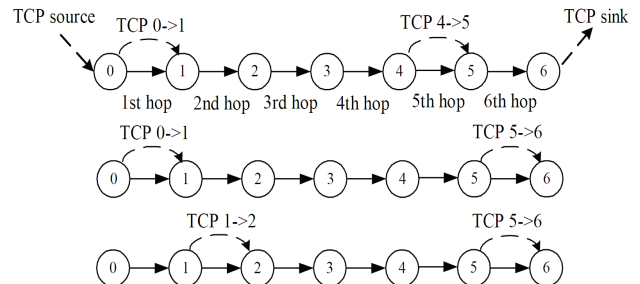 TCP source TCP 0->1 TCP 4->5 TCP sink
0 1 2 3 4 5 6
1st hop 2nd hop 3rd hop 4th hop 5th hop 6th hop
TCP 0->1 TCP 5->6
0 1 2 3 4 5 6
TCP 1->2 TCP 5->6
0 1 2 3 4 5 6